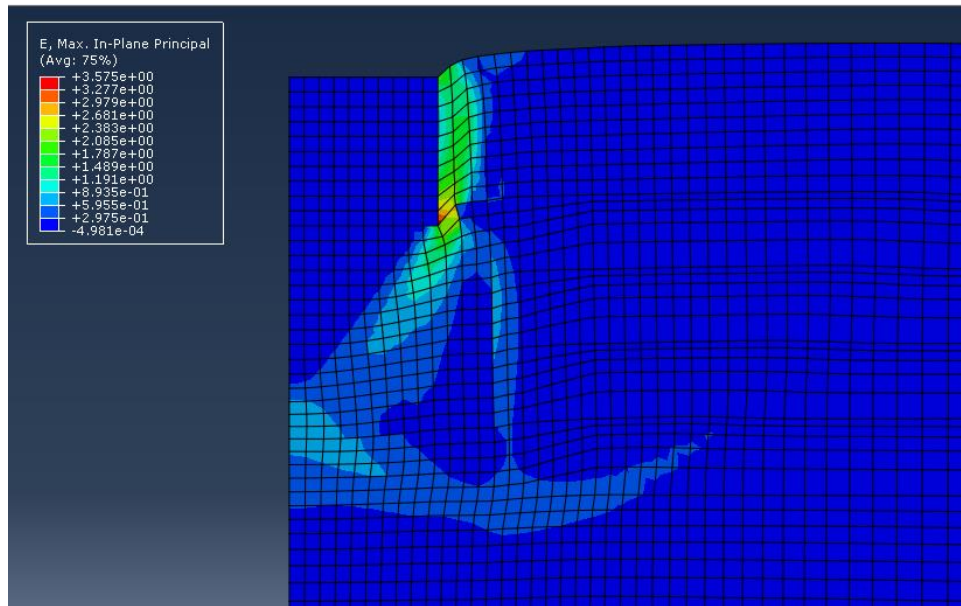 E, Max. In-Plane Principal
(Avg: 75%)
+3.575e+00
+3.277e+00
+2.979e+00
+2.681e+00
+2.383e+00
+2.085e+00
+1.787e+00
+1.489e+00
+1.191e+00
+8.935e-01
+5.955e-01
+2.975e-01
-4.981e-04